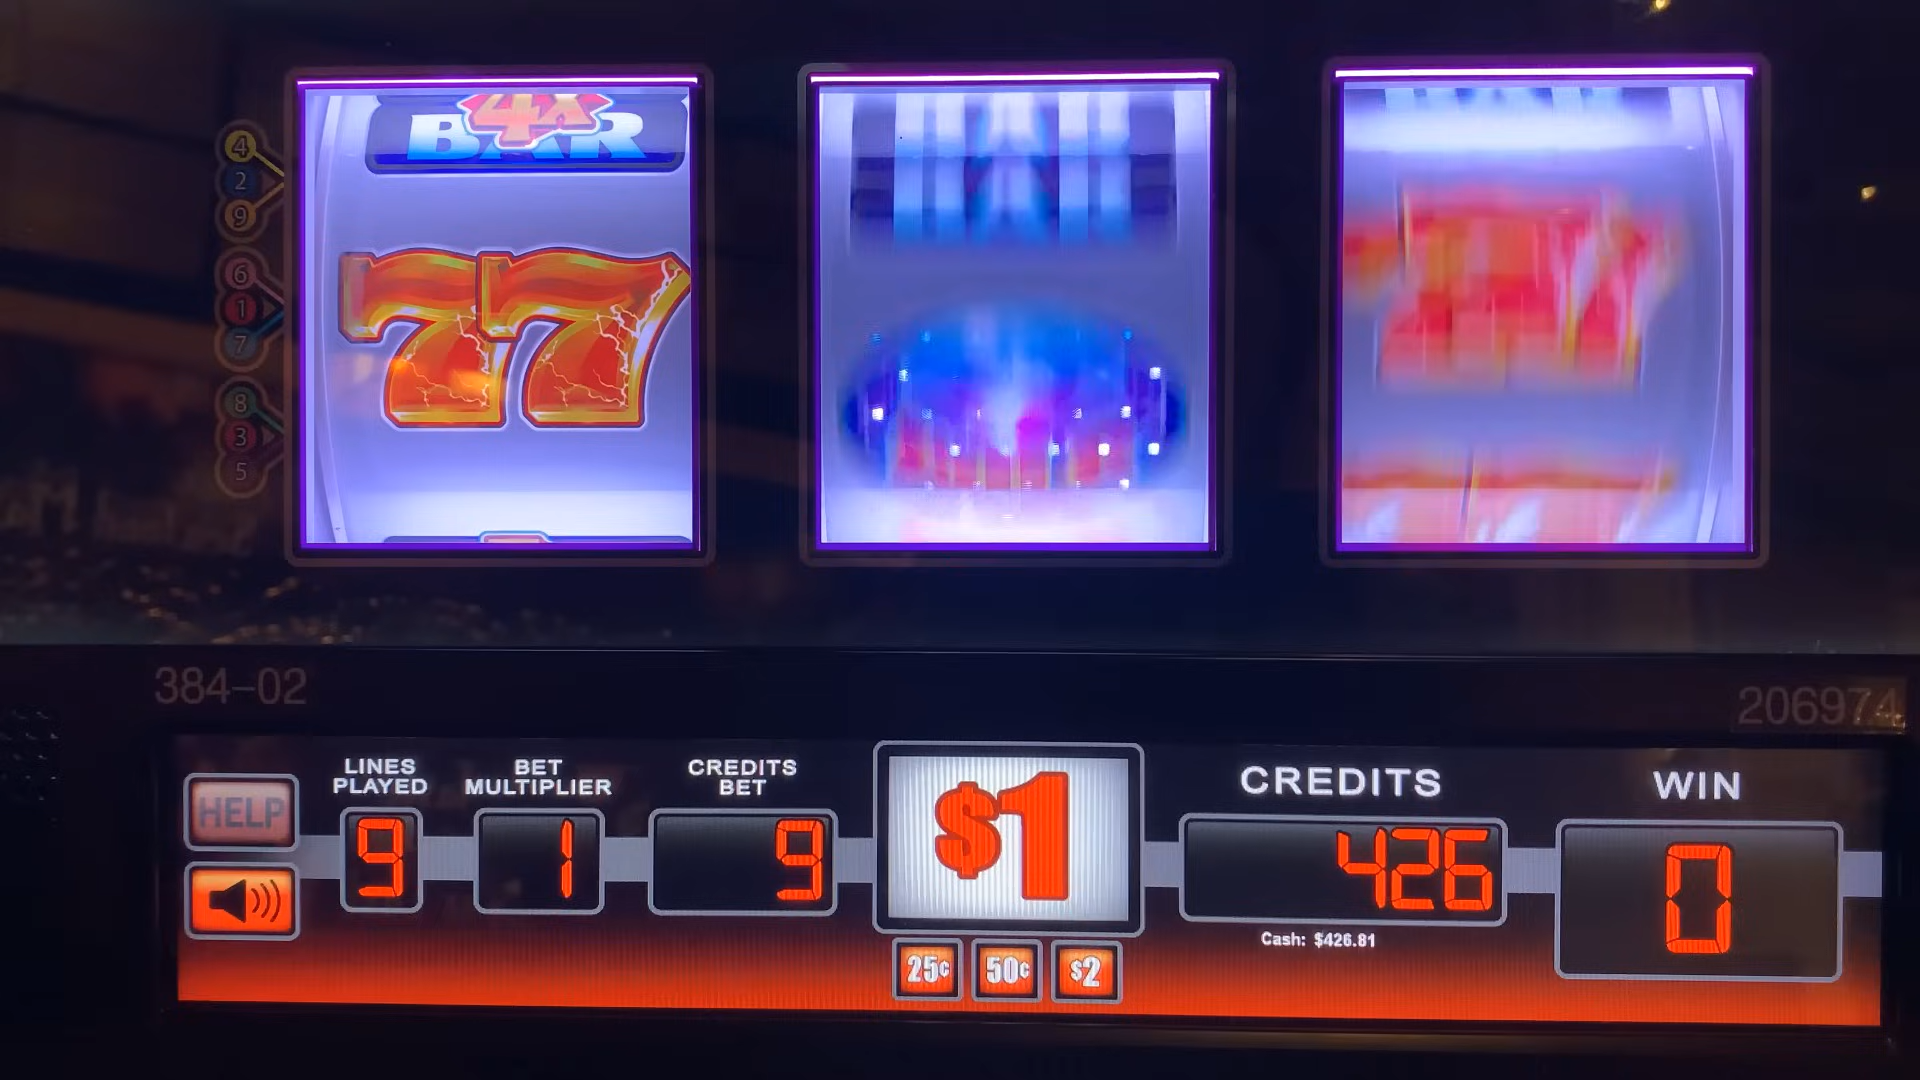 4X
BAR
77
4
2
9
6
1
7
8
3
5
384-02
206974
HELP
LINES PLAYED
9
BET MULTIPLIER
1
CREDITS BET
9
$1
25¢
50¢
$2
CREDITS
426
Cash: $426.81
WIN
0